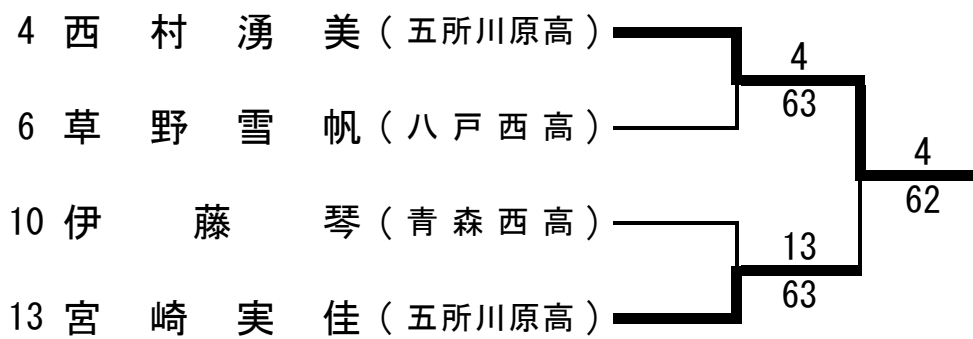 4 西村湧美（五所川原高）
4
63
6 草野雪帆（八戸西高）
4
62
10 伊藤琴（青森西高）
13
63
13 宮崎実佳（五所川原高）